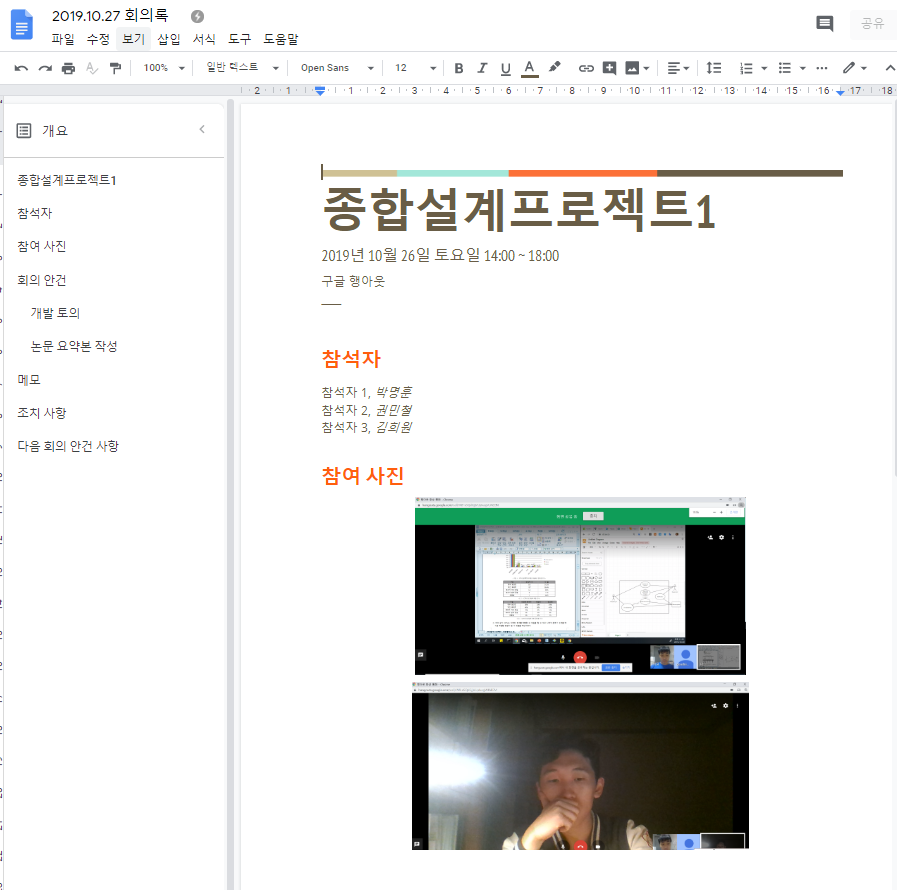 2019.10.27 회의록
파일 수정 보기 삽입 서식 도구 도움말
공유
100% 일반 텍스트 Open Sans 12
2 1 1 2 3 4 5 6 7 8 9 10 11 12 13 14 15 16 17 18
개요
종합설계프로젝트1
참석자
참여 사진
회의 안건
개발 토의
논문 요약본 작성
메모
조치 사항
다음 회의 안건 사항
종합설계프로젝트1
2019년 10월 26일 토요일 14:00 ~ 18:00
구글 행아웃
참석자
참석자 1, 박명훈
참석자 2, 권민철
참석자 3, 김희원
참여 사진